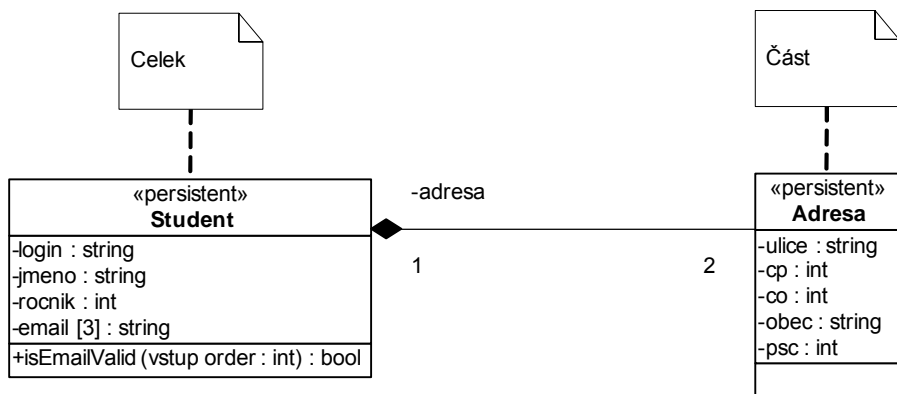 Celek
Část
«persistent»
Student
-login : string
-jmeno : string
-rocnik : int
-email [3] : string
+isEmailValid (vstup order : int) : bool
-adresa
1
2
«persistent»
Adresa
-ulice : string
-cp : int
-co : int
-obec : string
-psc : int